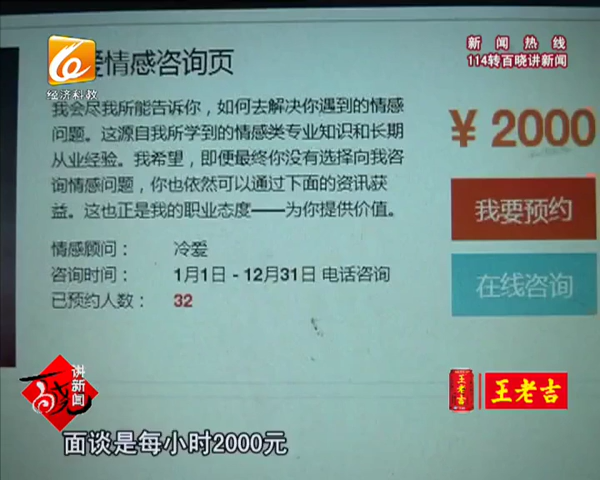 新闻热线
114转百晓讲新闻
经济科教
爱情感咨询页
我会尽我所能告诉你，如何去解决你遇到的情感
问题。这源自我所学到的情感类专业知识和长期
从业经验。我希望，即便最终你没有选择向我咨
询情感问题，你也依然可以通过下面的资讯获
益。这也正是我的职业态度——为你提供价值。
¥ 2000
我要预约
在线咨询
情感顾问： 冷爱
咨询时间： 1月1日 - 12月31日 电话咨询
已预约人数： 32
百晓讲新闻
王老吉 王老吉
面谈是每小时2000元